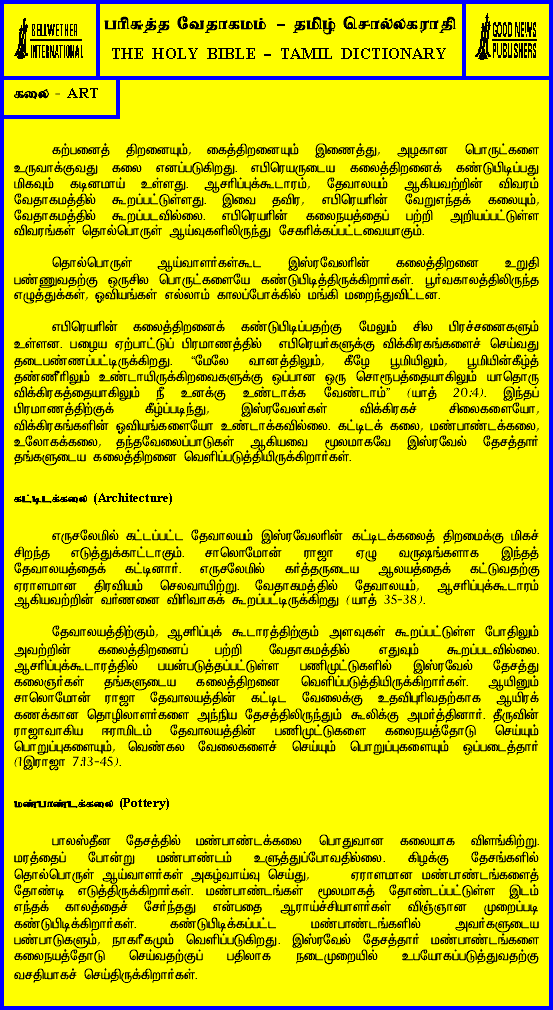 BELLWETHER
INTERNATIONAL
பரிசுத்த வேதாகமம் – தமிழ் சொல்லகராதி
THE HOLY BIBLE – TAMIL DICTIONARY
GOOD NEWS
PUBLISHERS
கலை - ART
கற்பனைத் திறனையும், கைத்திறனையும் இணைத்து, அழகான பொருட்களை
உருவாக்குவது கலை எனப்படுகிறது. எபிரெயருடைய கலைத்திறனைக் கண்டுபிடிப்பது
மிகவும் கடினமாய் உள்ளது. ஆசரிப்புக்கூடாரம், தேவாலயம் ஆகியவற்றின் விவரம்
வேதாகமத்தில் கூறப்பட்டுள்ளது. இவை தவிர, எபிரெயரின் வேறுஎந்தக் கலையும்,
வேதாகமத்தில் கூறப்படவில்லை. எபிரெயரின் கலைநயத்தைப் பற்றி அறியப்பட்டுள்ள
விவரங்கள் தொல்பொருள் ஆய்வுகளிலிருந்து சேகரிக்கப்பட்டவையாகும்.
தொல்பொருள் ஆய்வாளர்கள்கூட இஸ்ரவேலரின் கலைத்திறனை உறுதி
பண்ணுவதற்கு ஒருசில பொருட்களையே கண்டுபிடித்திருக்கிறார்கள். பூர்வகாலத்திலிருந்த
எழுத்துக்கள், ஓவியங்கள் எல்லாம் காலப்போக்கில் மங்கி மறைந்துவிட்டன.
எபிரெயரின் கலைத்திறனைக் கண்டுபிடிப்பதற்கு மேலும் சில பிரச்சனைகளும்
உள்ளன. பழைய ஏற்பாட்டுப் பிரமாணத்தில் எபிரெயர்களுக்கு விக்கிரகங்களைச் செய்வது
தடைபண்ணப்பட்டிருக்கிறது. "மேலே வானத்திலும், கீழே பூமியிலும், பூமியின்கீழ்த்
தண்ணீரிலும் உண்டாயிருக்கிறவைகளுக்கு ஒப்பான ஒரு சொரூபத்தையாகிலும் யாதொரு
விக்கிரகத்தையாகிலும் நீ உனக்கு உண்டாக்க வேண்டாம்" (யாத் 20:4). இந்தப்
பிரமாணத்திற்குக் கீழ்ப்படிந்து, இஸ்ரவேலர்கள் விக்கிரகச் சிலைகளையோ,
விக்கிரகங்களின் ஓவியங்களையோ உண்டாக்கவில்லை. கட்டிடக் கலை, மண்பாண்டக்கலை,
உலோகக்கலை, தந்தவேலைப்பாடுகள் ஆகியவை மூலமாகவே இஸ்ரவேல் தேசத்தார்
தங்களுடைய கலைத்திறனை வெளிப்படுத்தியிருக்கிறார்கள்.
கட்டிடக்கலை (Architecture)
எருசலேமில் கட்டப்பட்ட தேவாலயம் இஸ்ரவேலரின் கட்டிடக்கலைத் திறமைக்கு மிகச்
சிறந்த எடுத்துக்காட்டாகும். சாலொமோன் ராஜா ஏழு வருஷங்களாக இந்தத்
தேவாலயத்தைக் கட்டினார். எருசலேமில் கர்த்தருடைய ஆலயத்தைக் கட்டுவதற்கு
ஏராளமான திரவியம் செலவாயிற்று. வேதாகமத்தில் தேவாலயம், ஆசரிப்புக்கூடாரம்
ஆகியவற்றின் வர்ணனை விரிவாகக் கூறப்பட்டிருக்கிறது (யாத் 35-38).
தேவாலயத்திற்கும், ஆசரிப்புக் கூடாரத்திற்கும் அளவுகள் கூறப்பட்டுள்ள போதிலும்
அவற்றின் கலைத்திறனைப் பற்றி வேதாகமத்தில் எதுவும் கூறப்படவில்லை.
ஆசரிப்புக்கூடாரத்தில் பயன்படுத்தப்பட்டுள்ள பணிமுட்டுகளில் இஸ்ரவேல் தேசத்து
கலைஞர்கள் தங்களுடைய கலைத்திறனை வெளிப்படுத்தியிருக்கிறார்கள். ஆயினும்
சாலொமோன் ராஜா தேவாலயத்தின் கட்டிட வேலைக்கு உதவிபுரிவதற்காக ஆயிரக்
கணக்கான தொழிலாளர்களை அந்நிய தேசத்திலிருந்தும் கூலிக்கு அமர்த்தினார். தீருவின்
ராஜாவாகிய ஈராமிடம் தேவாலயத்தின் பணிமுட்டுகளை கலைநயத்தோடு செய்யும்
பொறுப்புகளையும், வெண்கல வேலைகளைச் செய்யும் பொறுப்புகளையும் ஒப்படைத்தார்
(1இராஜா 7:13-45).
மண்பாண்டக்கலை (Pottery)
பாலஸ்தீன தேசத்தில் மண்பாண்டக்கலை பொதுவான கலையாக விளங்கிற்று.
மரத்தைப் போன்று மண்பாண்டம் உளுத்துப்போவதில்லை. கிழக்கு தேசங்களில்
தொல்பொருள் ஆய்வாளர்கள் அகழ்வாய்வு செய்து, ஏராளமான மண்பாண்டங்களைத்
தோண்டி எடுத்திருக்கிறார்கள். மண்பாண்டங்கள் மூலமாகத் தோண்டப்பட்டுள்ள இடம்
எந்தக் காலத்தைச் சேர்ந்தது என்பதை ஆராய்ச்சியாளர்கள் விஞ்ஞான முறைப்படி
கண்டுபிடிக்கிறார்கள். கண்டுபிடிக்கப்பட்ட மண்பாண்டங்களில் அவர்களுடைய
பண்பாடுகளும், நாகரீகமும் வெளிப்படுகிறது. இஸ்ரவேல் தேசத்தார் மண்பாண்டங்களை
கலைநயத்தோடு செய்வதற்குப் பதிலாக நடைமுறையில் உபயோகப்படுத்துவதற்கு
வசதியாகச் செய்திருக்கிறார்கள்.